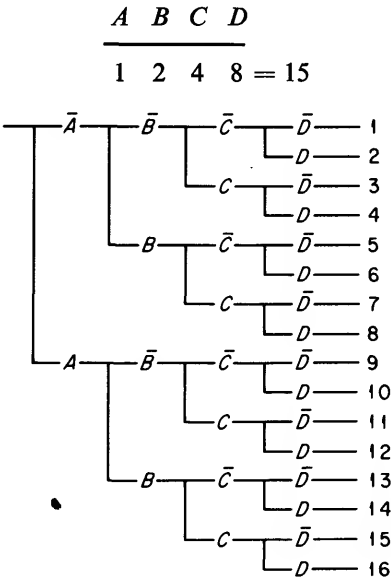 A B C D
1 2 4 8 = 15
Ā B̄ C̄ D̄ 1
D 2
C D̄ 3
D 4
B C̄ D̄ 5
D 6
C D̄ 7
D 8
A B̄ C̄ D̄ 9
D 10
C D̄ 11
D 12
B C̄ D̄ 13
D 14
C D̄ 15
D 16